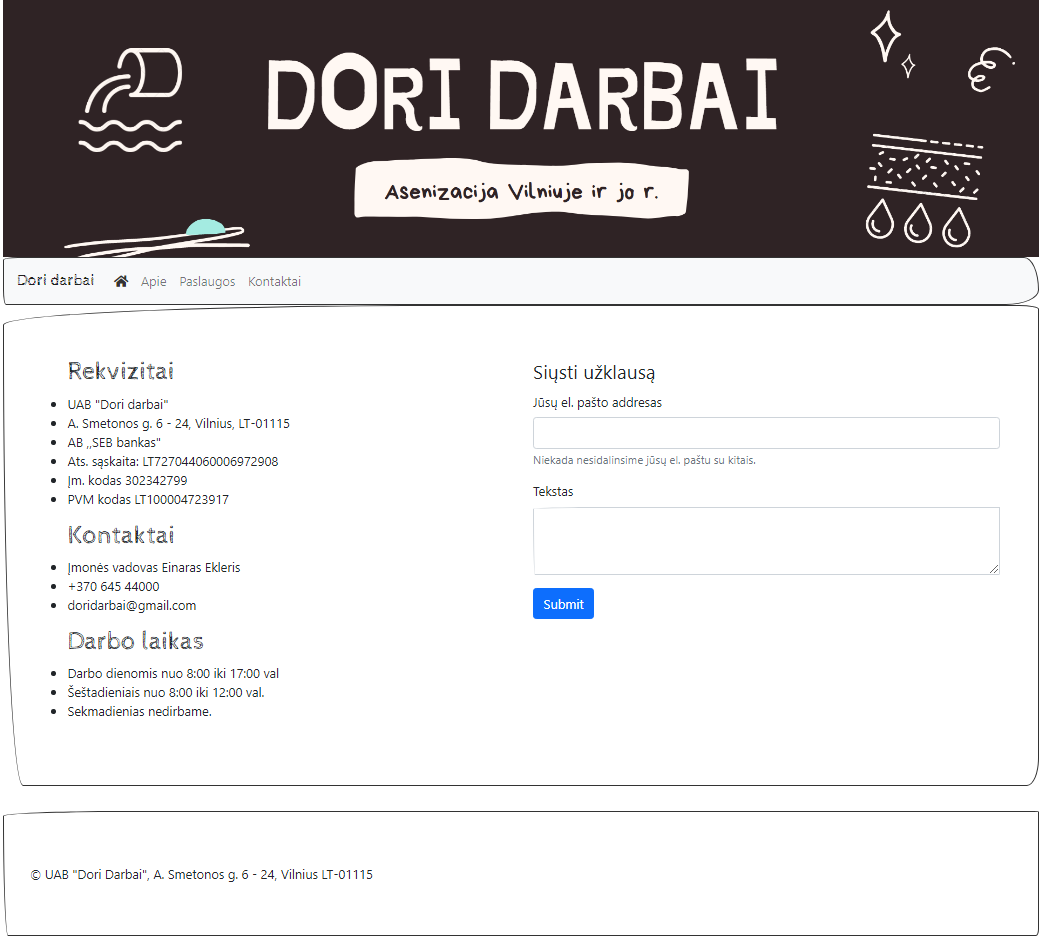 DORI DARBAI
Asenizacija Vilniuje ir jo r.
Dori darbai Apie Paslaugos Kontaktai
Rekvizitai
UAB "Dori darbai"
A. Smetonos g. 6 - 24, Vilnius, LT-01115
AB ,,SEB bankas"
Ats. sąskaita: LT727044060006972908
Įm. kodas 302342799
PVM kodas LT100004723917
Kontaktai
Įmonės vadovas Einaras Ekleris
+370 645 44000
doridarbai@gmail.com
Darbo laikas
Darbo dienomis nuo 8:00 iki 17:00 val
Šeštadieniais nuo 8:00 iki 12:00 val.
Sekmadienias nedirbame.
Siųsti užklausą
Jūsų el. pašto addresas
Niekada nesidalinsime jūsų el. paštu su kitais.
Tekstas
Submit
© UAB "Dori Darbai", A. Smetonos g. 6 - 24, Vilnius LT-01115